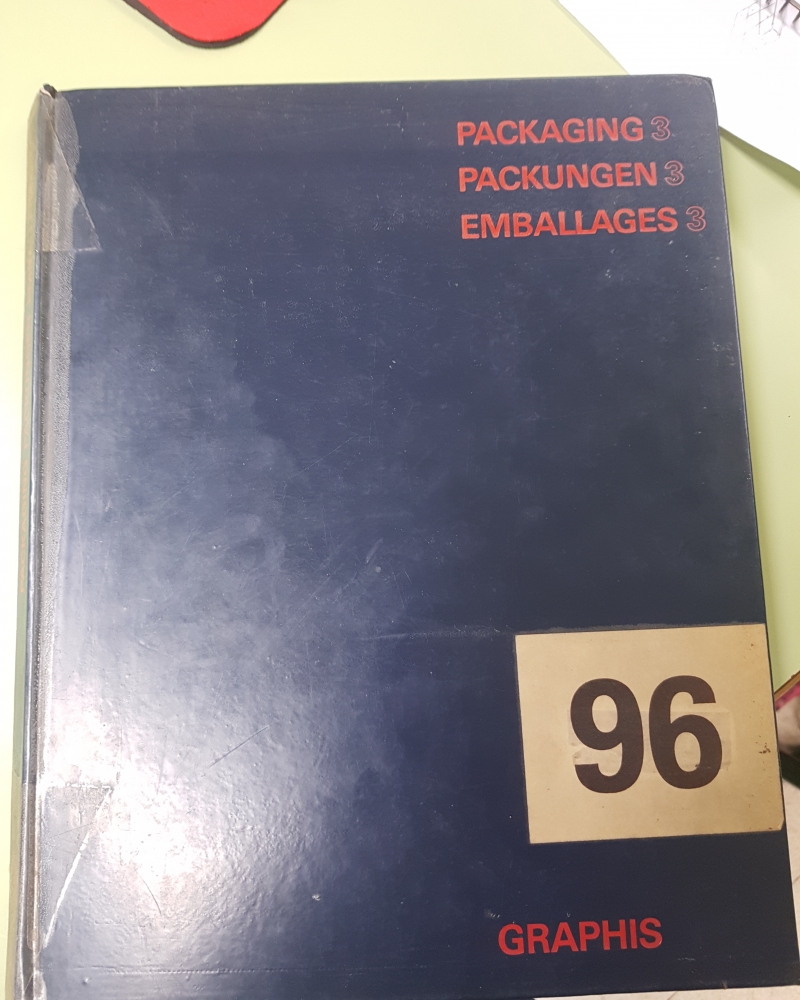 PACKAGING 3
PACKUNGEN 3
EMBALLAGES 3
96
GRAPHIS